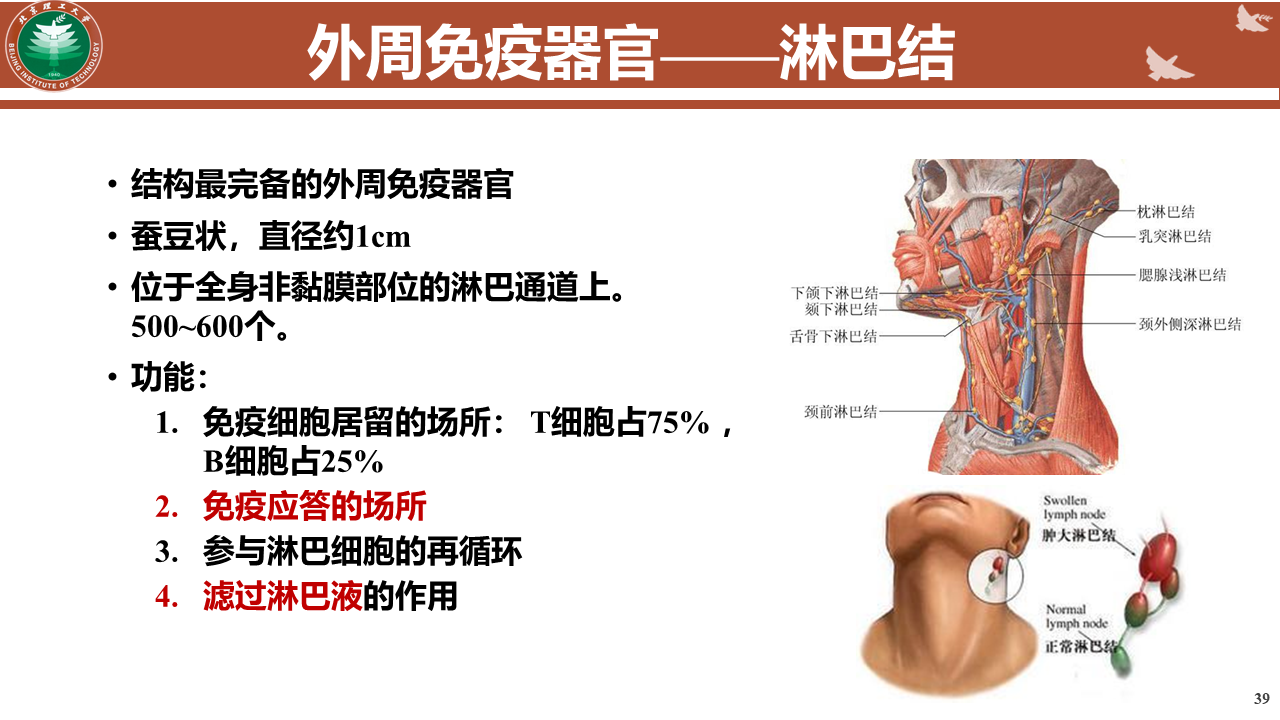 北京理工大学
BEIJING INSTITUTE OF TECHNOLOGY
1940
外周免疫器官——淋巴结
• 结构最完备的外周免疫器官
• 蚕豆状，直径约1cm
• 位于全身非黏膜部位的淋巴通道上。
500~600个。
• 功能：
1. 免疫细胞居留的场所： T细胞占75%，
B细胞占25%
2. 免疫应答的场所
3. 参与淋巴细胞的再循环
4. 滤过淋巴液的作用
枕淋巴结
乳突淋巴结
腮腺浅淋巴结
下颌下淋巴结
颏下淋巴结
颈外侧深淋巴结
舌骨下淋巴结
颈前淋巴结
Swollen
lymph node
肿大淋巴结
Normal
lymph node
正常淋巴结
39